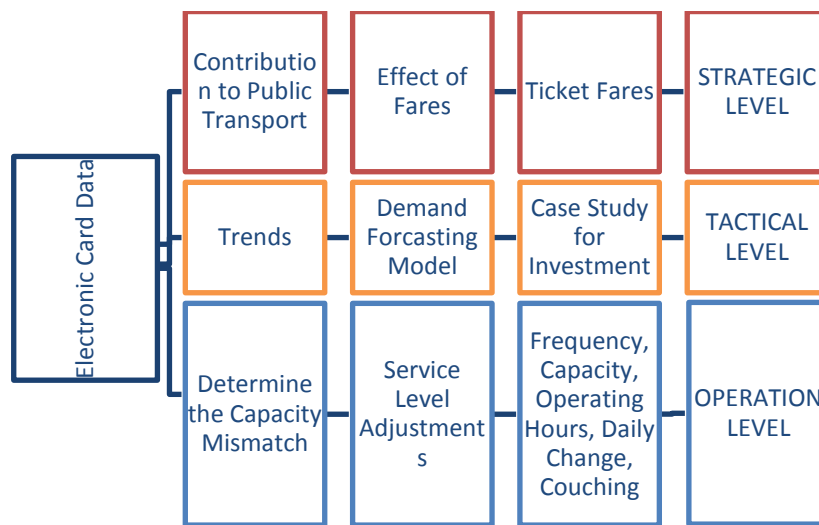 Electronic Card Data
Contributio
n to Public
Transport
Effect of
Fares
Ticket Fares
STRATEGIC
LEVEL
Trends
Demand
Forcasting
Model
Case Study
for
Investment
TACTICAL
LEVEL
Determine
the Capacity
Mismatch
Service
Level
Adjustment
s
Frequency,
Capacity,
Operating
Hours, Daily
Change,
Couching
OPERATION
LEVEL